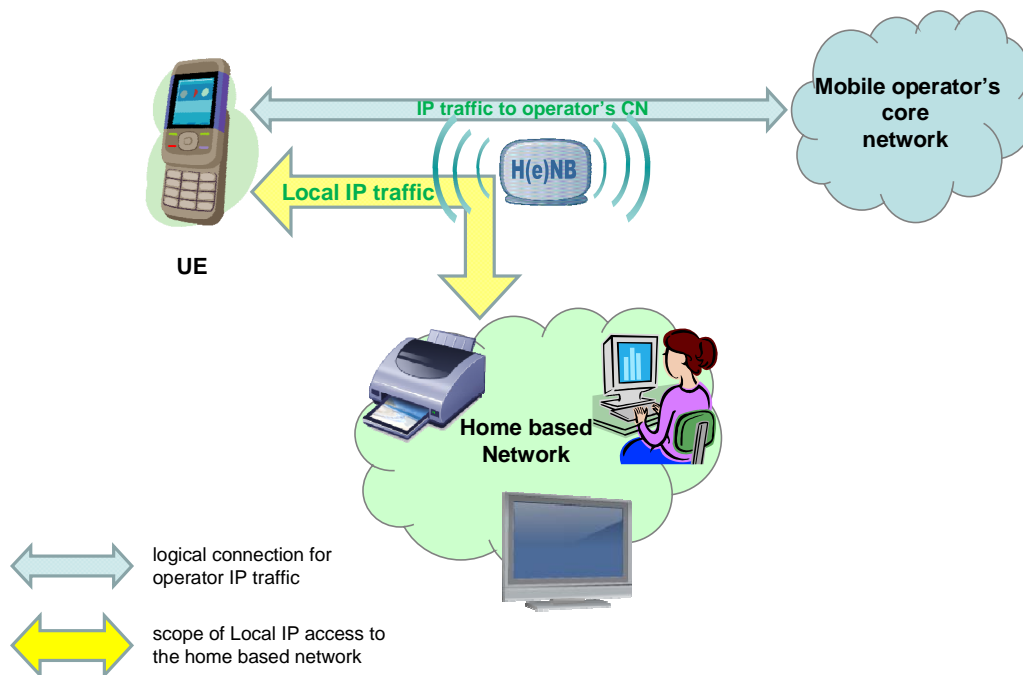 Mobile operator's
core
network
IP traffic to operator's CN
H(e)NB
Local IP traffic
UE
Home based
Network
logical connection for
operator IP traffic
scope of Local IP access to
the home based network